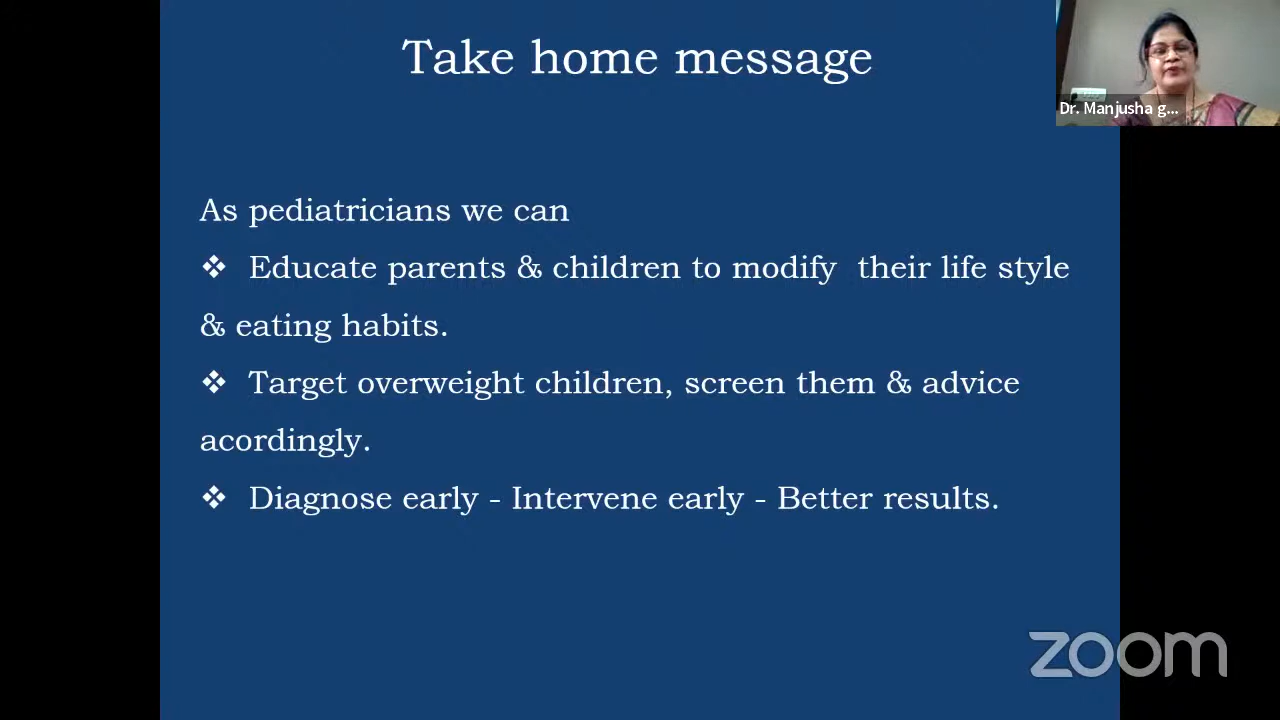 Take home message
Dr. Manjusha g...
As pediatricians we can
❖ Educate parents & children to modify their life style
& eating habits.
❖ Target overweight children, screen them & advice
acordingly.
❖ Diagnose early - Intervene early - Better results.
zoom